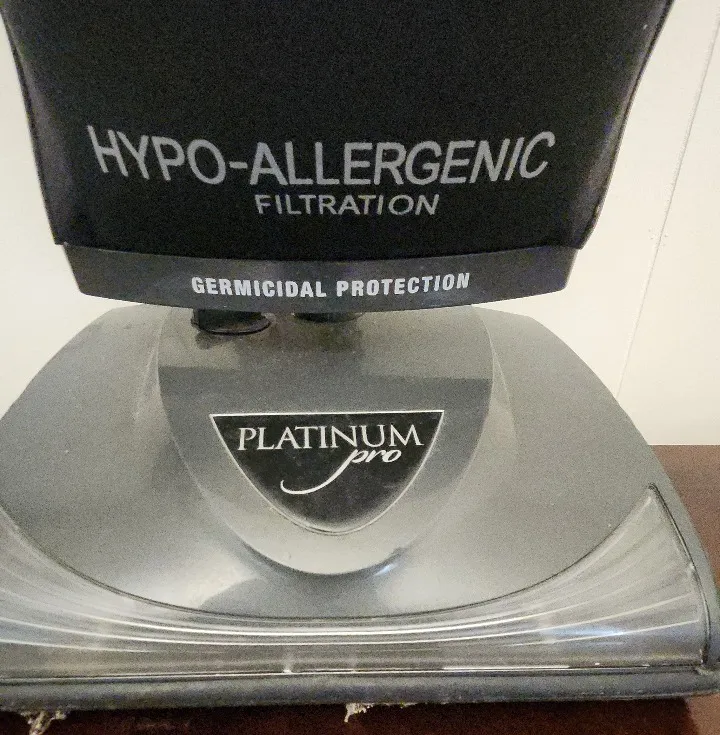 HYPO-ALLERGENIC
FILTRATION
GERMICIDAL PROTECTION
PLATINUM
pro